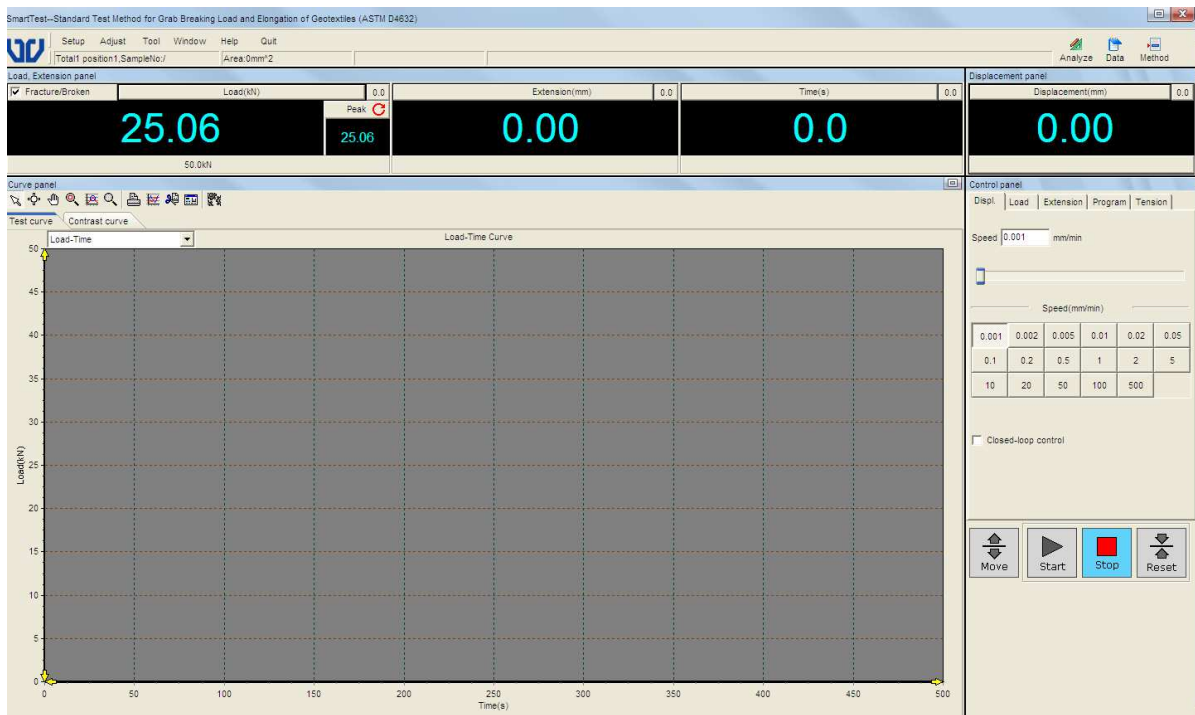 SmartTest--Standard Test Method for Grab Breaking Load and Elongation of Geotextiles (ASTM D4632)
Setup Adjust Tool Window Help Quit
Total1 position1,SampleNo:/ Area:0mm^2
Analyze Data Method
Load, Extension panel
Displacement panel
Fracture/Broken Load(kN) 0.0 Extension(mm) 0.0 Time(s) 0.0 Displacement(mm) 0.0
Peak
25.06 25.06 0.00 0.0 0.00
50.0kN
Curve panel
Test curve Contrast curve
Load-Time
Load-Time Curve
50
45
40
35
30
25
20
15
10
5
0
Load(kN)
0 50 100 150 200 250 300 350 400 450 500
Time(s)
Control panel
Displ. Load Extension Program Tension
Speed 0.001 mm/min
Speed(mm/min)
0.001 0.002 0.005 0.01 0.02 0.05
0.1 0.2 0.5 1 2 5
10 20 50 100 500
Closed-loop control
Move Start Stop Reset